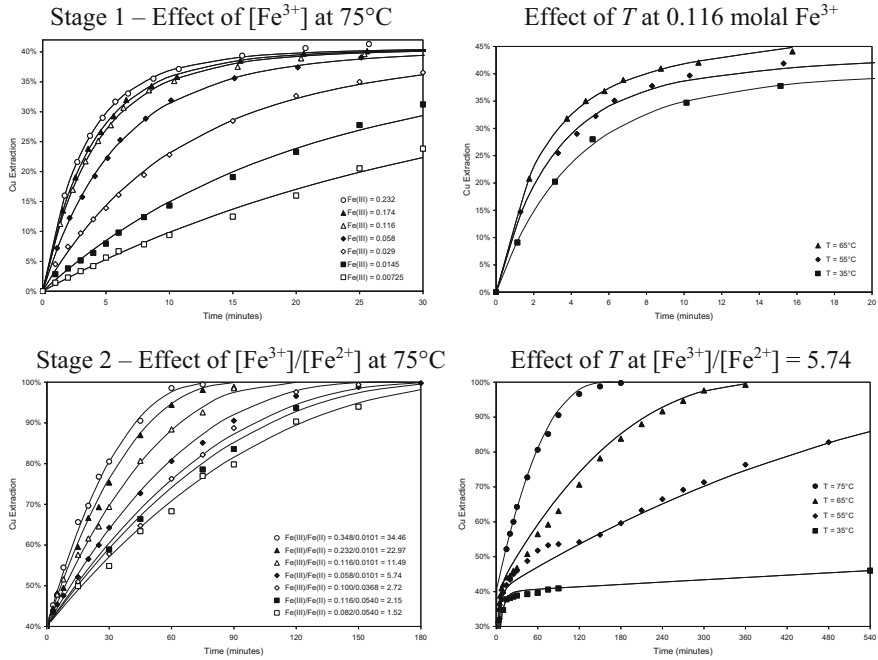 Stage 1 – Effect of [Fe3+] at 75°C
40%
35%
30%
25%
20%
15%
10%
5%
0%
Cu Extraction
0
5
10
15
20
25
30
Time (minutes)
Fe(III) = 0.232
Fe(III) = 0.174
Fe(III) = 0.116
Fe(III) = 0.058
Fe(III) = 0.029
Fe(III) = 0.0145
Fe(III) = 0.00725
Effect of T at 0.116 molal Fe3+
45%
40%
35%
30%
25%
20%
15%
10%
5%
0%
Cu Extraction
0
2
4
6
8
10
12
14
16
18
20
Time (minutes)
T = 65°C
T = 55°C
T = 35°C
Stage 2 – Effect of [Fe3+]/[Fe2+] at 75°C
100%
90%
80%
70%
60%
50%
40%
Cu Extraction
0
30
60
90
120
150
180
Time (minutes)
Fe(III)/Fe(II) = 0.348/0.0101 = 34.46
Fe(III)/Fe(II) = 0.232/0.0101 = 22.97
Fe(III)/Fe(II) = 0.116/0.0101 = 11.49
Fe(III)/Fe(II) = 0.058/0.0101 = 5.74
Fe(III)/Fe(II) = 0.100/0.0368 = 2.72
Fe(III)/Fe(II) = 0.116/0.0540 = 2.15
Fe(III)/Fe(II) = 0.082/0.0540 = 1.52
Effect of T at [Fe3+]/[Fe2+] = 5.74
100%
90%
80%
70%
60%
50%
40%
30%
Cu Extraction
0
60
120
180
240
300
360
420
480
540
Time (minutes)
T = 75°C
T = 65°C
T = 55°C
T = 35°C